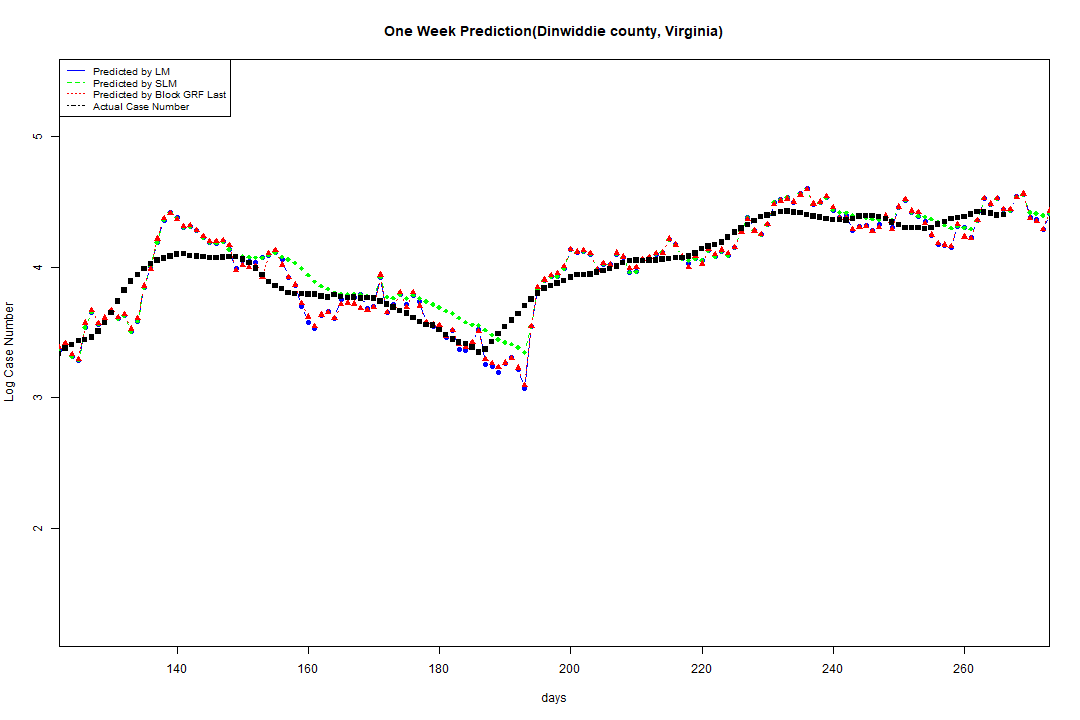 One Week Prediction(Dinwiddie county, Virginia)
Predicted by LM
Predicted by SLM
Predicted by Block GRF Last
Actual Case Number
5
4
3
2
Log Case Number
140 160 180 200 220 240 260
days